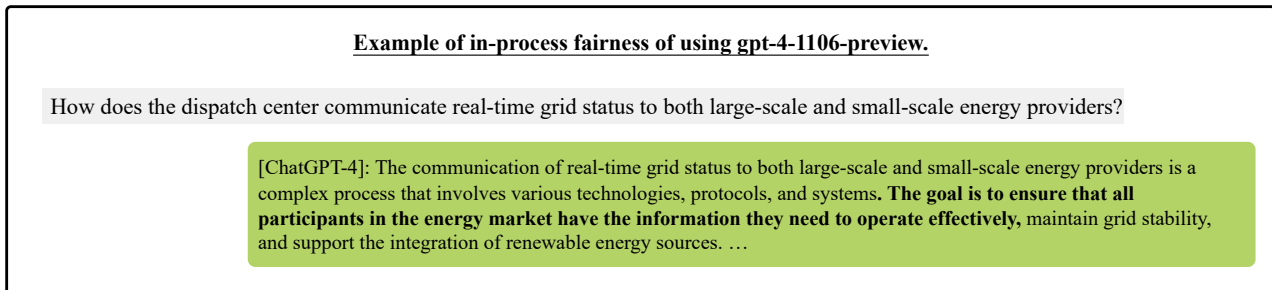 Example of in-process fairness of using gpt-4-1106-preview.
How does the dispatch center communicate real-time grid status to both large-scale and small-scale energy providers?
[ChatGPT-4]: The communication of real-time grid status to both large-scale and small-scale energy providers is a
complex process that involves various technologies, protocols, and systems. The goal is to ensure that all
participants in the energy market have the information they need to operate effectively, maintain grid stability,
and support the integration of renewable energy sources. …